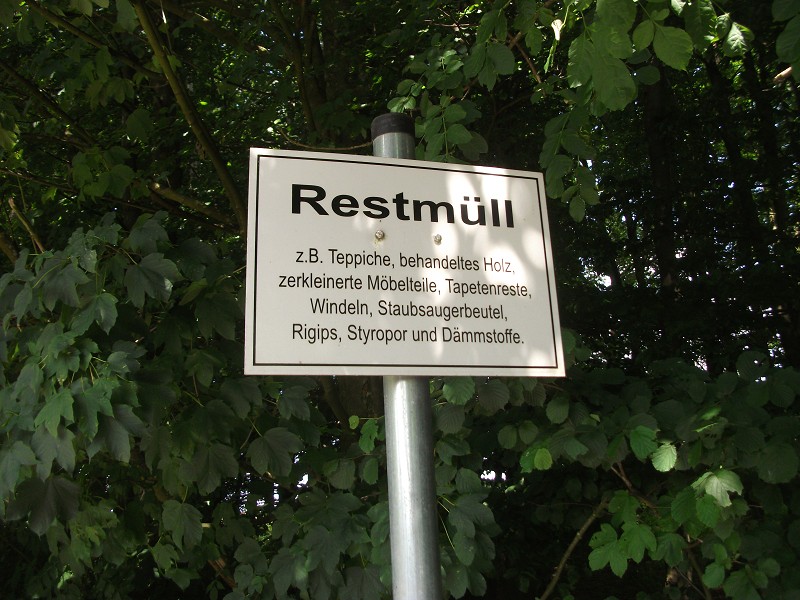 Restmüll
z.B. Teppiche, behandeltes Holz,
zerkleinerte Möbelteile, Tapetenreste,
Windeln, Staubsaugerbeutel,
Rigips, Styropor und Dämmstoffe.